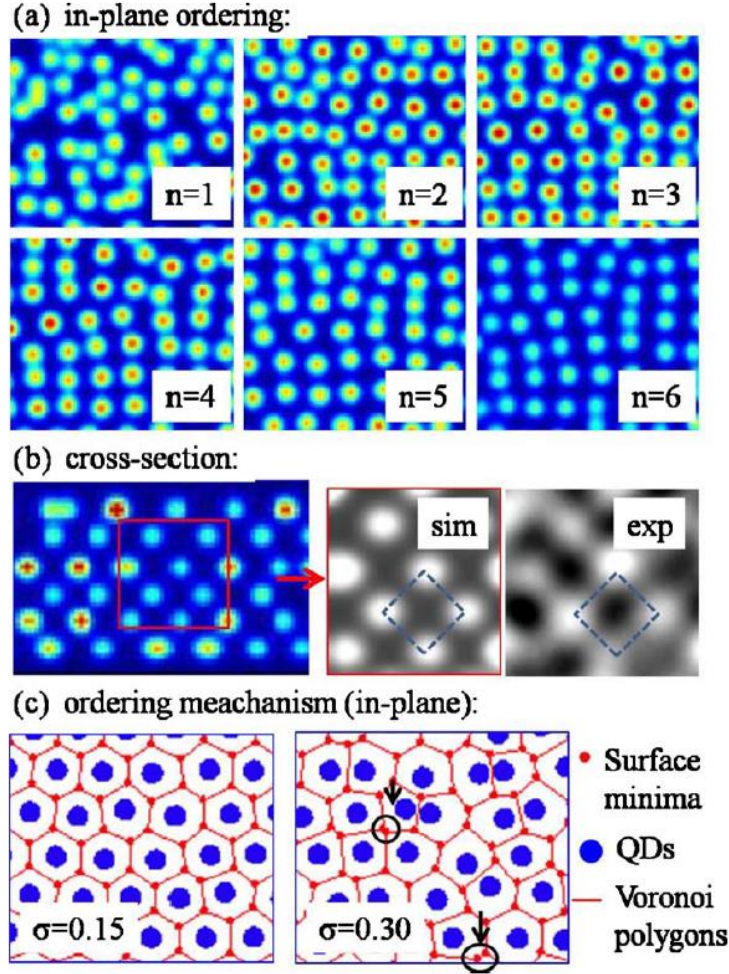 (a) in-plane ordering:
n=1
n=2
n=3
n=4
n=5
n=6
(b) cross-section:
sim
exp
(c) ordering meachanism (in-plane):
σ=0.15
σ=0.30
Surface
minima
QDs
Voronoi
polygons